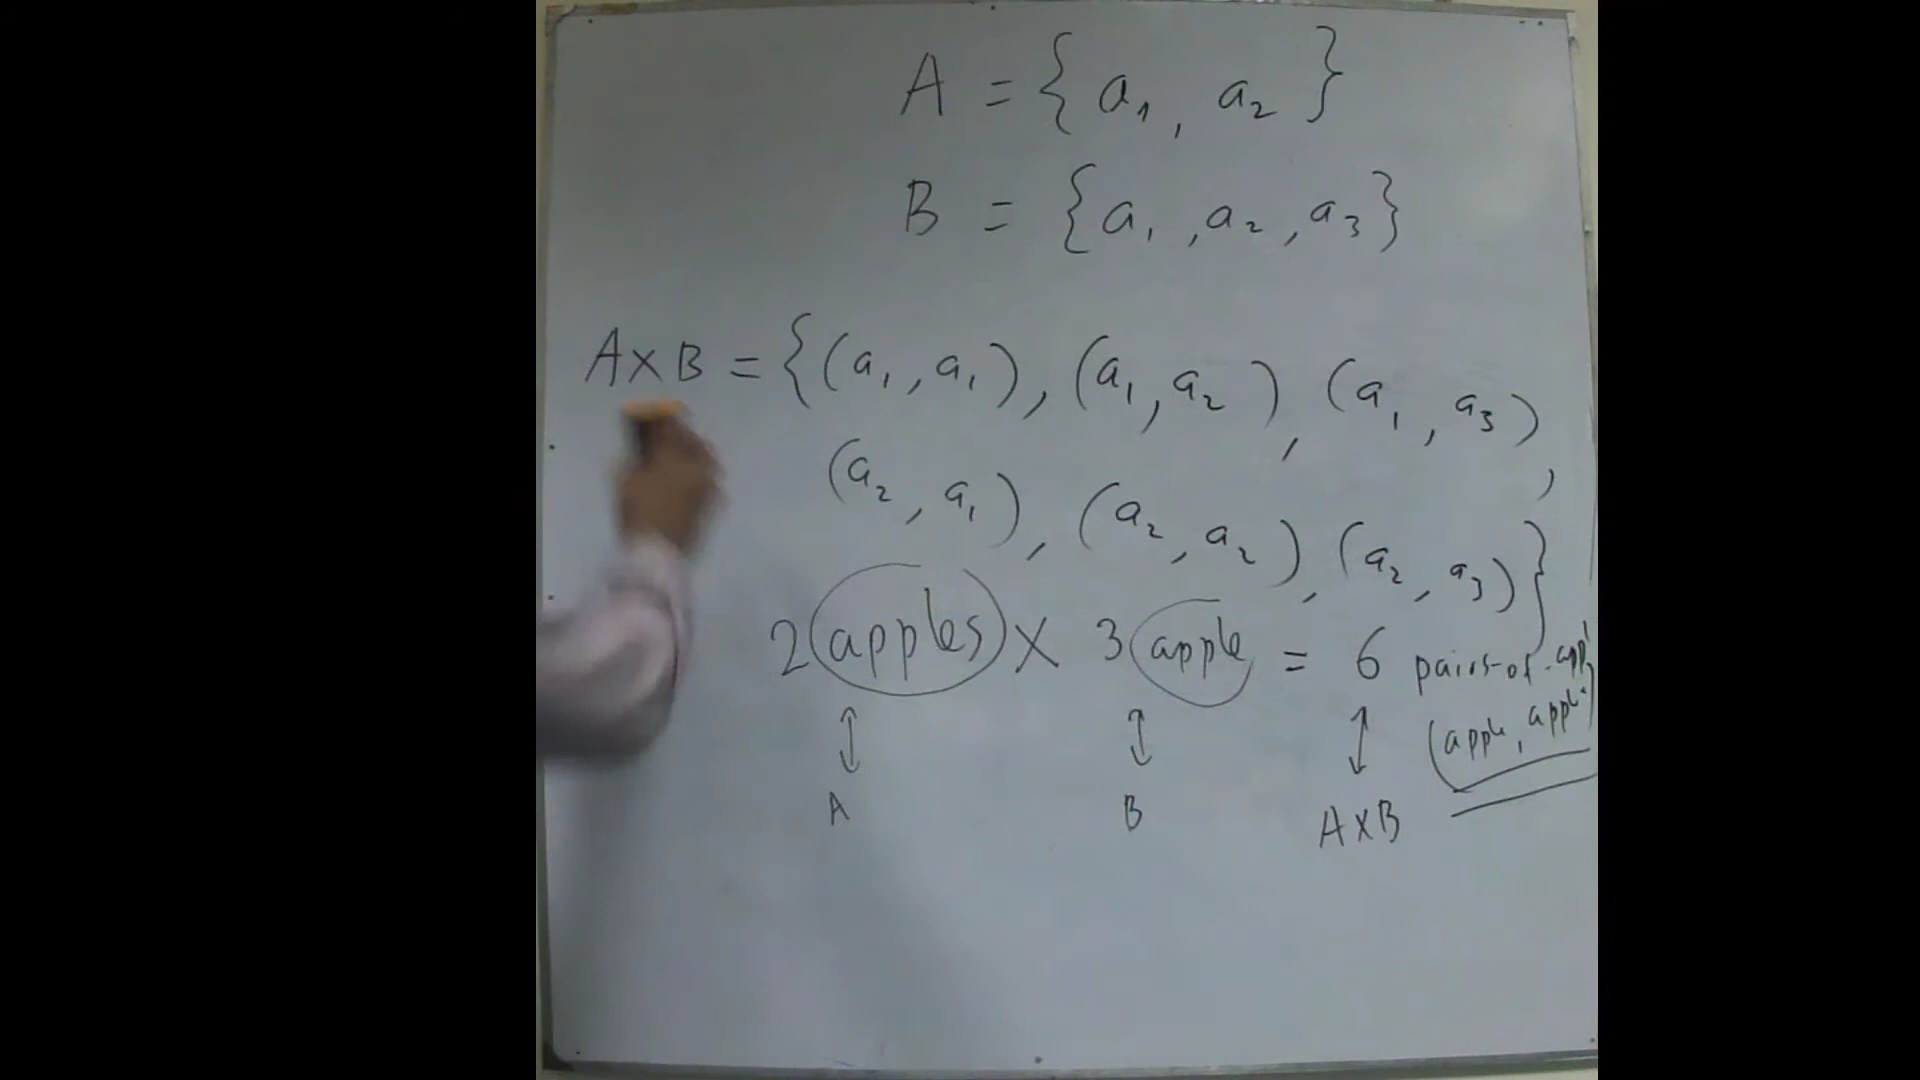 A = { a₁, a₂ }
B = { a₁, a₂, a₃ }
A×B = { (a₁, a₁), (a₁, a₂), (a₁, a₃),
(a₂, a₁), (a₂, a₂), (a₂, a₃) }
2 apples × 3 apple = 6 pairs-of-
(apple, apple)
↕ ↕ ↕
A B A×B